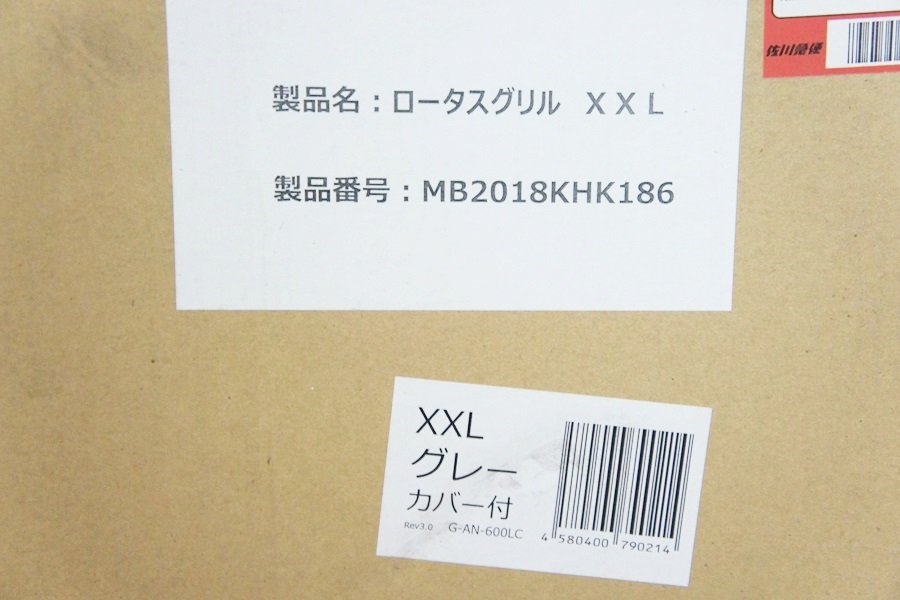 佐川急便
製品名：ロータスグリル　ＸＸＬ
製品番号：MB2018KHK186
XXL
グレー
カバー付
Rev3.0 G-AN-600LC
4 580400 790214